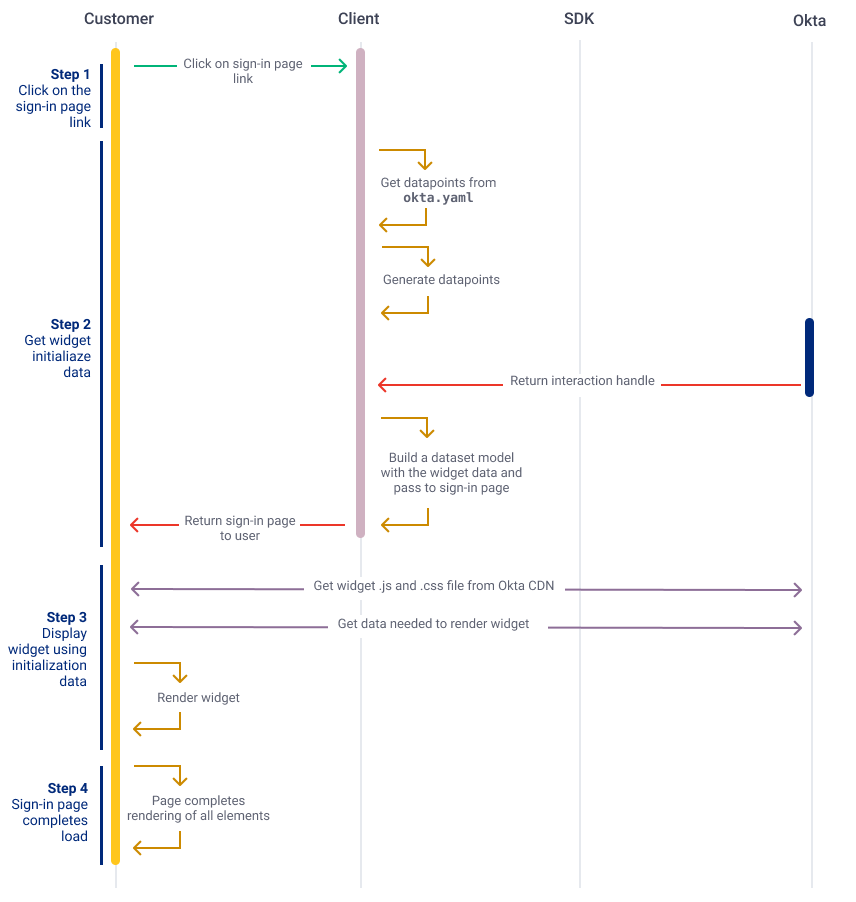 Customer
Client
SDK
Okta
Step 1
Click on the
sign-in page
link
Click on sign-in page
link
Get datapoints from
okta.yaml
Generate datapoints
Step 2
Get widget
initialiaze
data
Return interaction handle
Build a dataset model
with the widget data and
pass to sign-in page
Return sign-in page
to user
Get widget .js and .css file from Okta CDN
Step 3
Display
widget using
initialization
data
Get data needed to render widget
Render widget
Step 4
Sign-in page
completes
load
Page completes
rendering of all elements